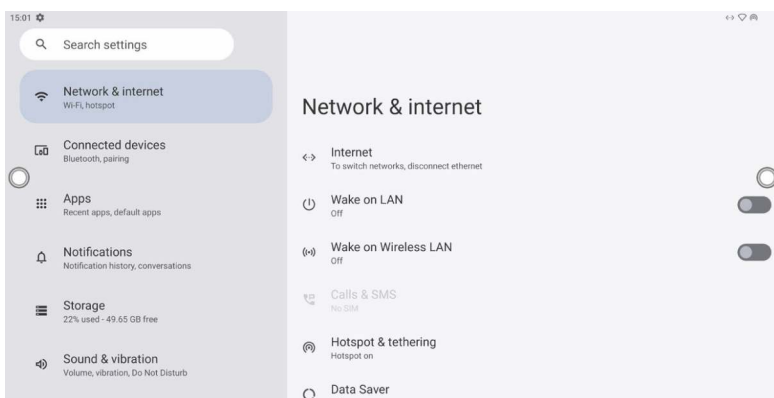 15:01
Search settings
Network & internet
Wi-Fi, hotspot
Connected devices
Bluetooth, pairing
Apps
Recent apps, default apps
Notifications
Notification history, conversations
Storage
22% used - 49.65 GB free
Sound & vibration
Volume, vibration, Do Not Disturb
Network & internet
Internet
To switch networks, disconnect ethernet
Wake on LAN
Off
Wake on Wireless LAN
Off
Calls & SMS
No SIM
Hotspot & tethering
Hotspot on
Data Saver